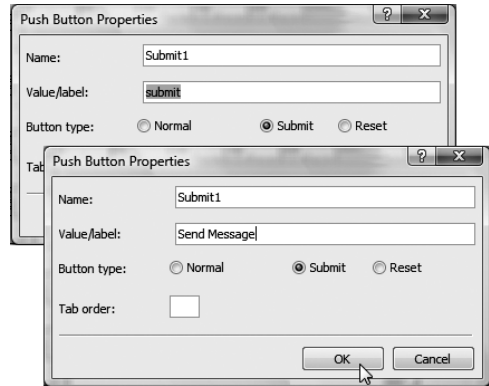 Push Button Properties
Name: Submit1
Value/label: submit
Button type: Normal Submit Reset
Tab
Push Button Properties
Name: Submit1
Value/label: Send Message
Button type: Normal Submit Reset
Tab order:
OK Cancel